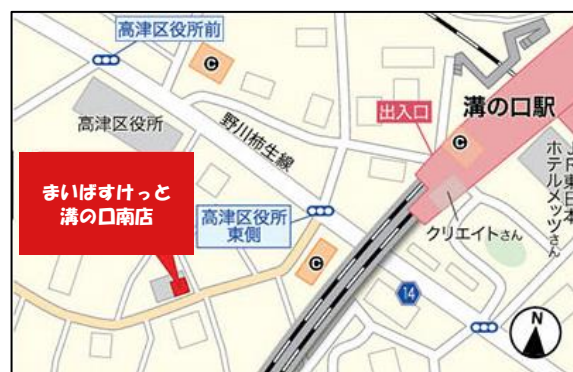 高津区役所前
C
出入口
溝の口駅
C
高津区役所
野川柿生線
JR東日本
ホテルメッツさん
まいばすけっと
溝の口南店
高津区役所
東側
クリエイトさん
C
14
N